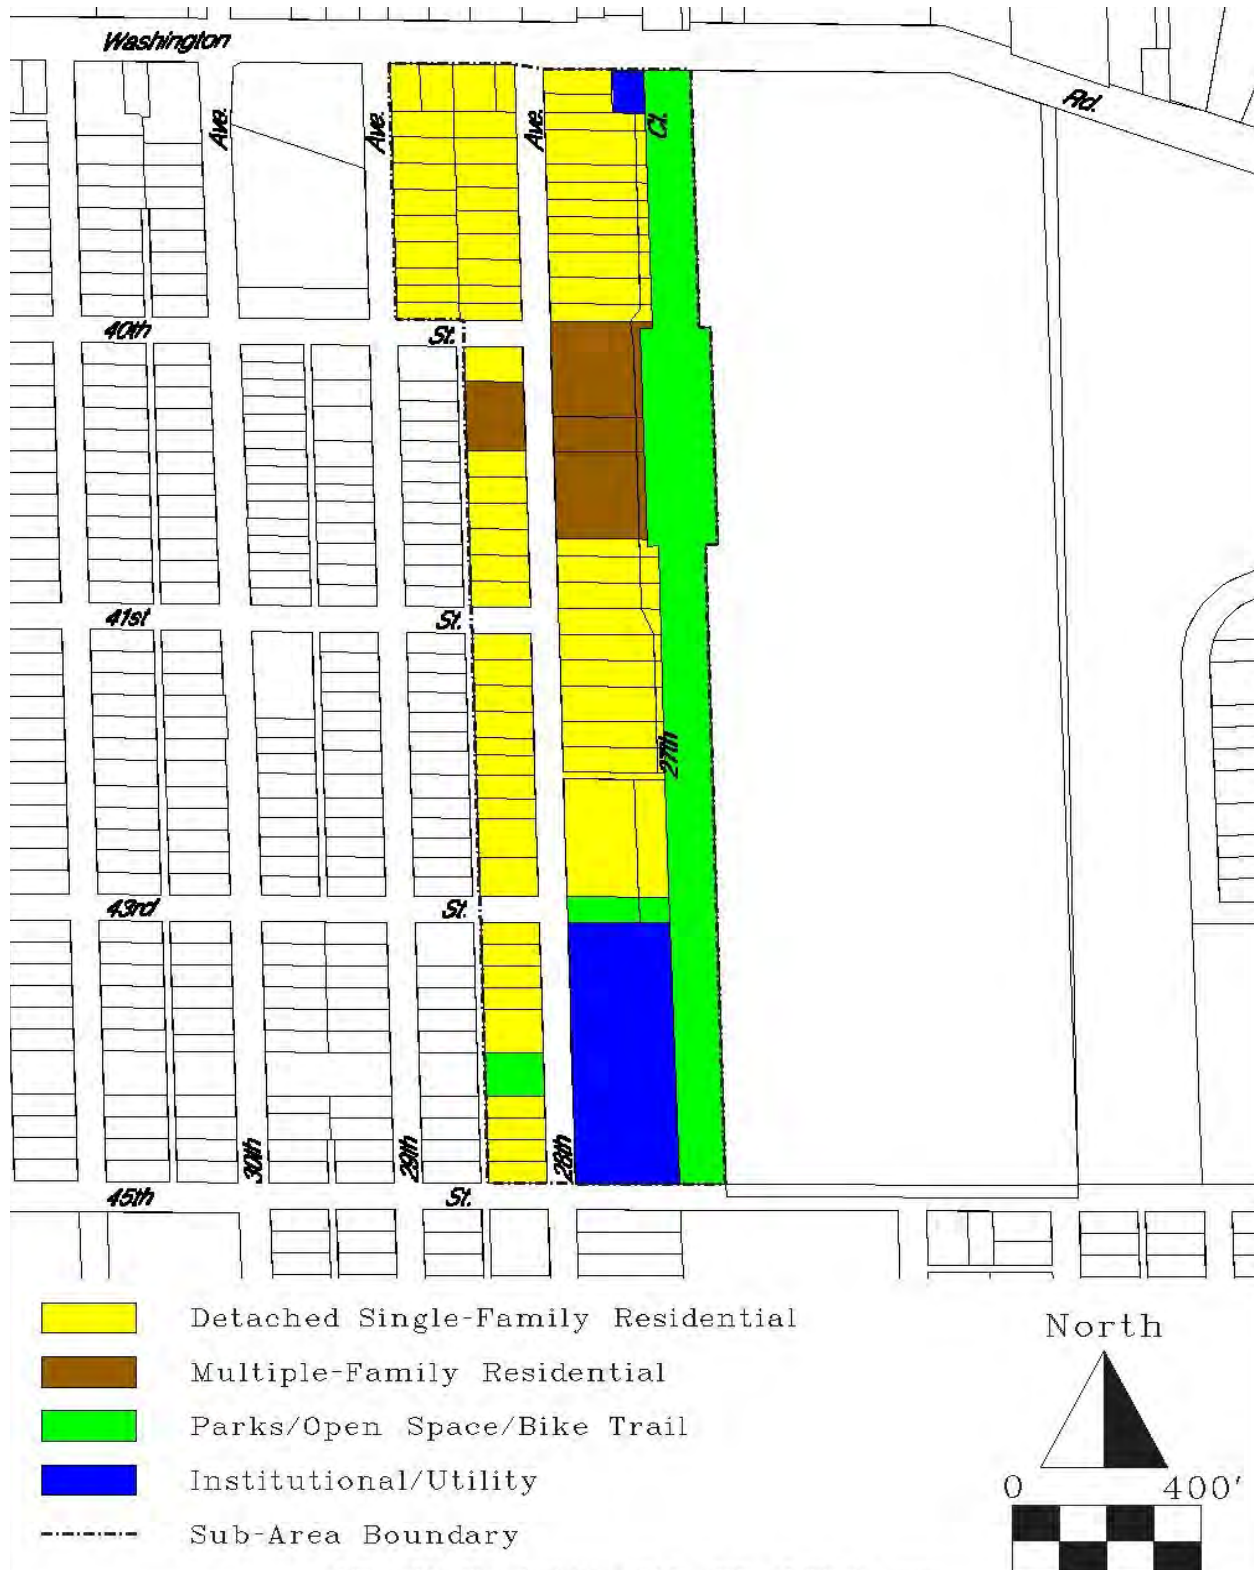 Washington
Rd.
Ave.
Ave.
Ave.
Ct.
40th
St.
41st
St.
27th
43rd
St.
30th
29th
28th
45th
St.
Detached Single-Family Residential
Multiple-Family Residential
Parks/Open Space/Bike Trail
Institutional/Utility
Sub-Area Boundary
North
0 400'